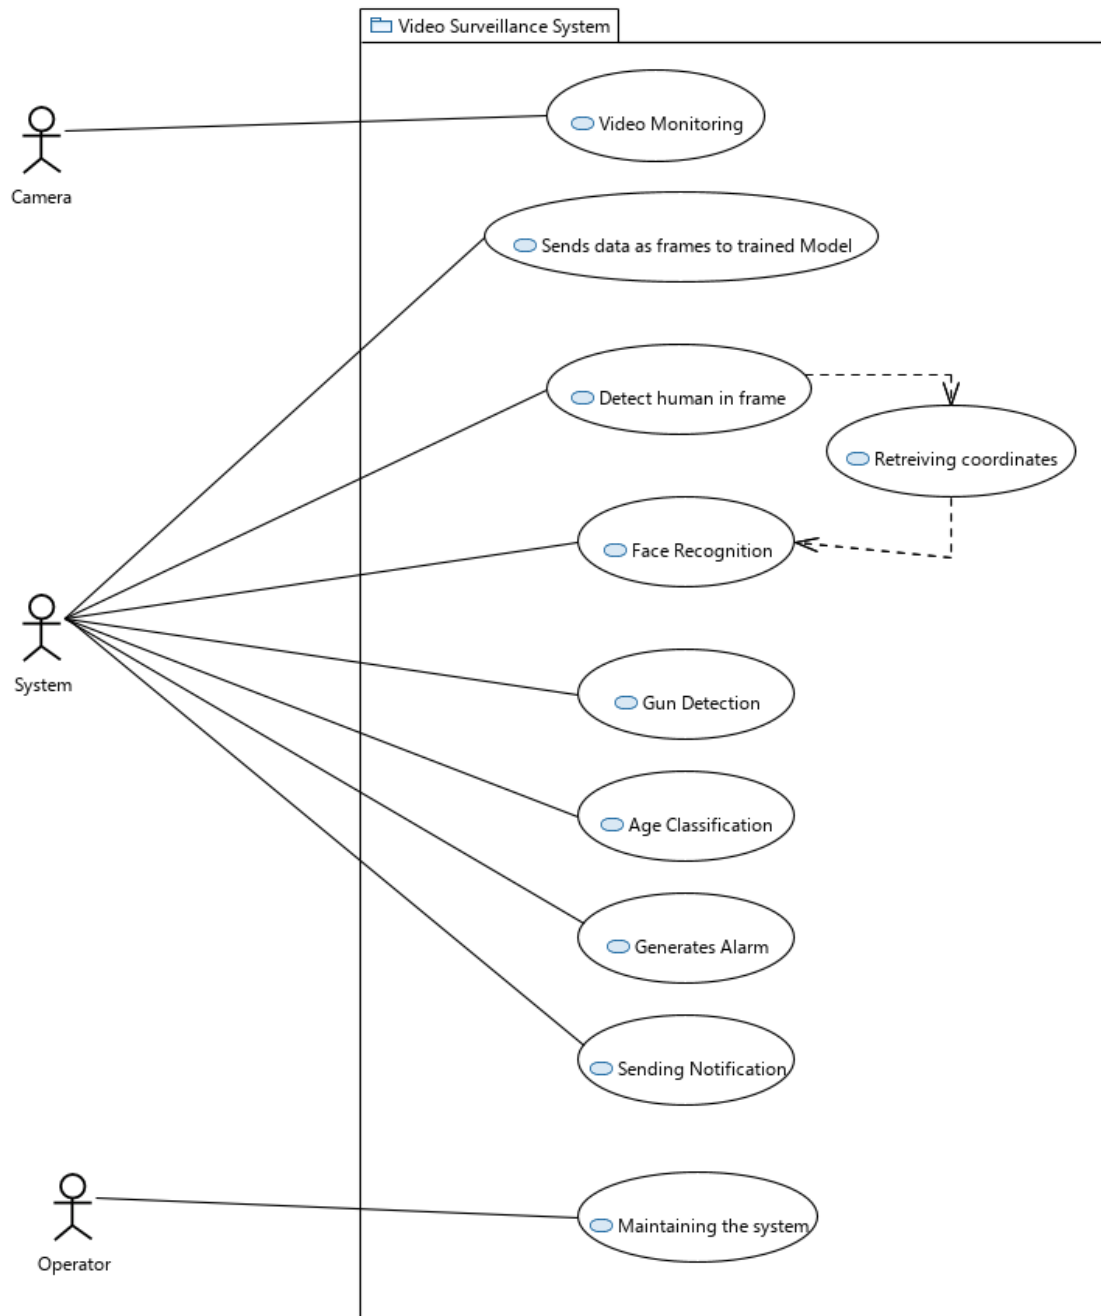 Video Surveillance System
Video Monitoring
Camera
Sends data as frames to trained Model
Detect human in frame
Retreiving coordinates
Face Recognition
System
Gun Detection
Age Classification
Generates Alarm
Sending Notification
Maintaining the system
Operator